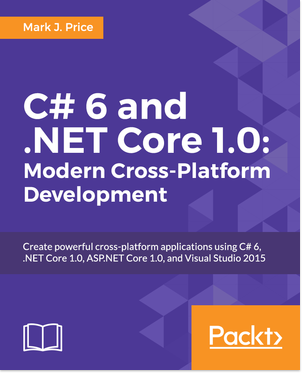 Mark J. Price
C# 6 and
.NET Core 1.0:
Modern Cross-Platform
Development
Create powerful cross-platform applications using C# 6,
.NET Core 1.0, ASP.NET Core 1.0, and Visual Studio 2015
Packt>